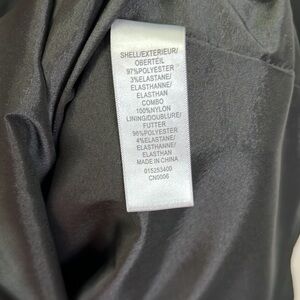 SHELL/EXTERIEUR/
OBERTEIL
97%POLYESTER
3%ELASTANE/
ELASTHANNE/
ELASTHAN
COMBO
100%NYLON
LINING/DOUBLURE/
FUTTER
96%POLYESTER
4%ELASTANE/
ELASTHANNE/
ELASTHAN
MADE IN CHINA
015253400
CN0006